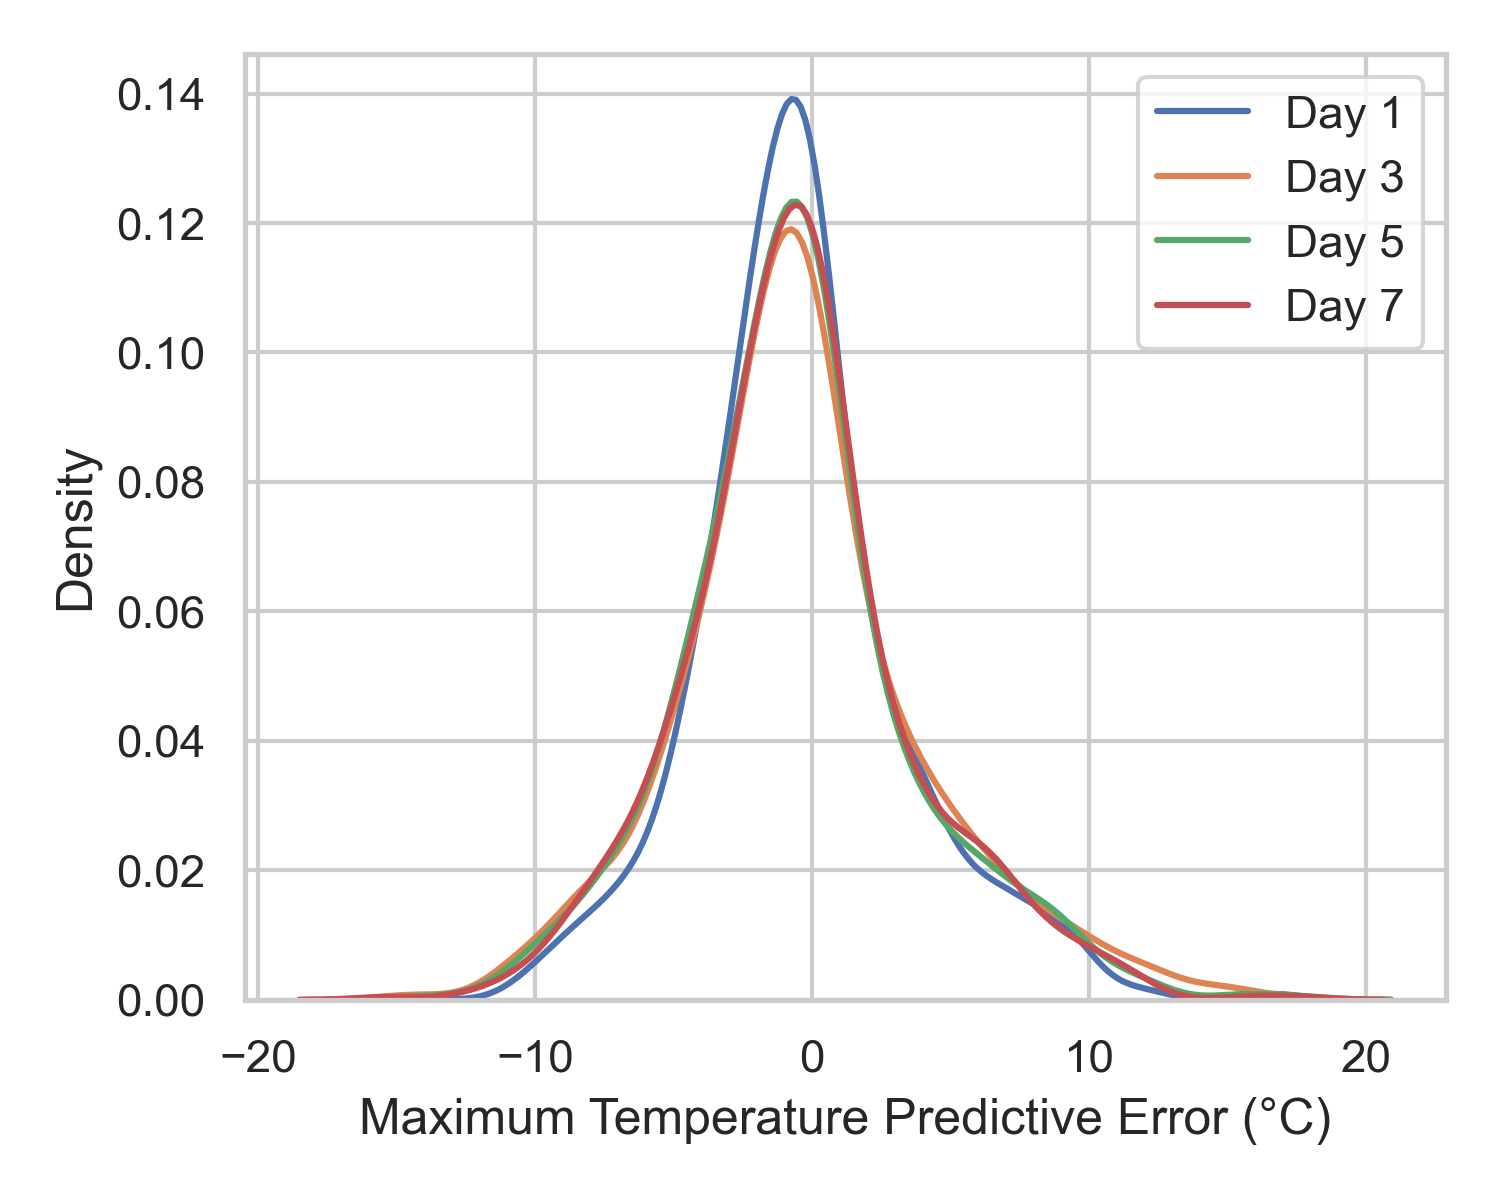 0.14
0.12
0.10
0.08
0.06
0.04
0.02
0.00
Density
Day 1
Day 3
Day 5
Day 7
−20 −10 0 10 20
Maximum Temperature Predictive Error (°C)